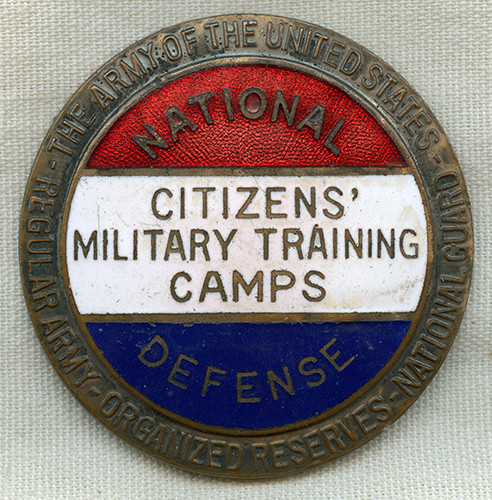 THE ARMY OF THE UNITED STATES -
NATIONAL
CITIZENS'
MILITARY TRAINING
CAMPS
DEFENSE
- REGULAR ARMY - ORGANIZED RESERVES - NATIONAL GUARD